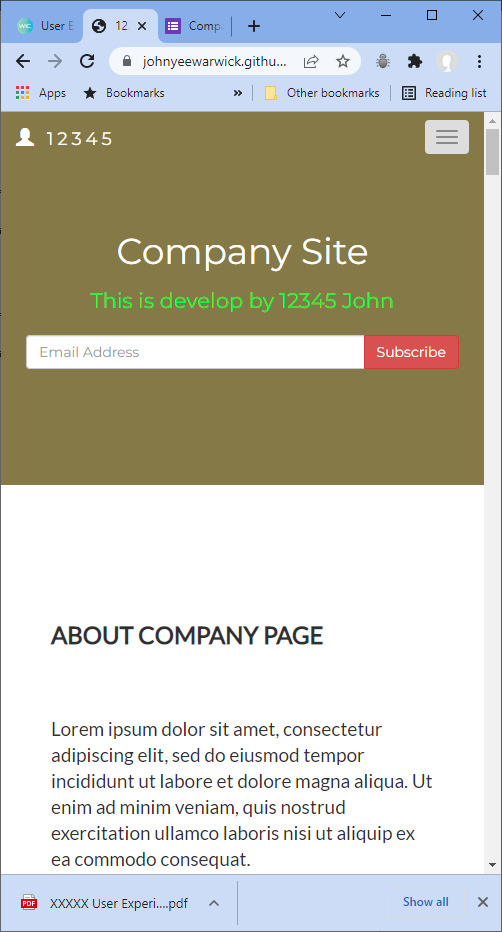 User E
12
Comp
johnyeewarwick.githu...
Apps
Bookmarks
»
Other bookmarks
Reading list
12345
Company Site
This is develop by 12345 John
Email Address
Subscribe
ABOUT COMPANY PAGE
Lorem ipsum dolor sit amet, consectetur
adipiscing elit, sed do eiusmod tempor
incididunt ut labore et dolore magna aliqua. Ut
enim ad minim veniam, quis nostrud
exercitation ullamco laboris nisi ut aliquip ex
ea commodo consequat.
PDF
XXXXX User Experi....pdf
Show all